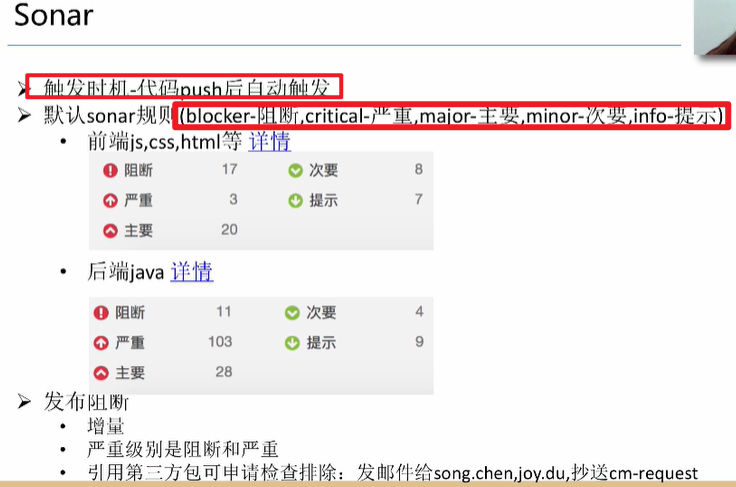 Sonar
触发时机-代码push后自动触发
默认sonar规则(blocker-阻断,critical-严重,major-主要,minor-次要,info-提示)
前端js,css,html等 详情
阻断 17 次要 8
严重 3 提示 7
主要 20
后端java 详情
阻断 11 次要 4
严重 103 提示 9
主要 28
发布阻断
增量
严重级别是阻断和严重
引用第三方包可申请检查排除：发邮件给song.chen,joy.du,抄送cm-request